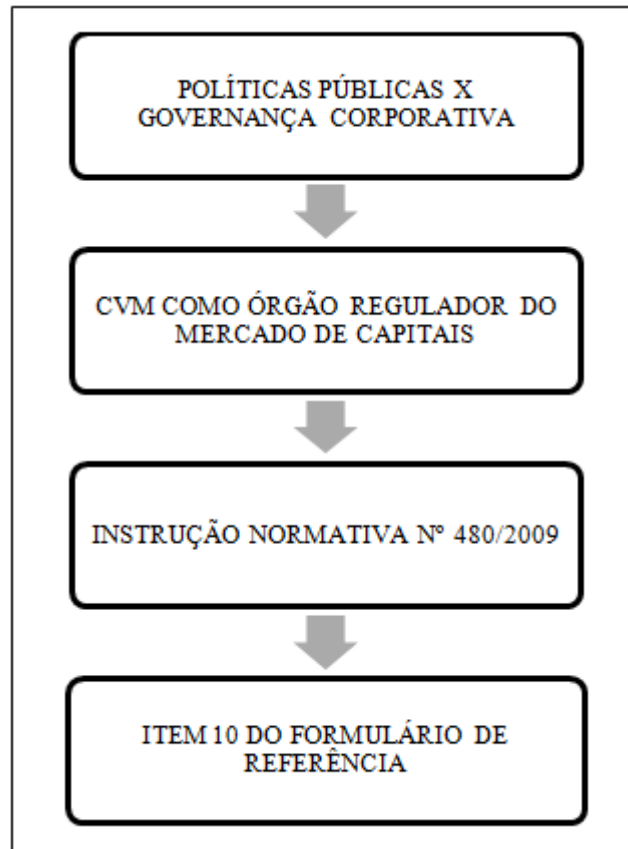 POLÍTICAS PÚBLICAS X
GOVERNANÇA CORPORATIVA
CVM COMO ÓRGÃO REGULADOR DO
MERCADO DE CAPITAIS
INSTRUÇÃO NORMATIVA Nº 480/2009
ITEM 10 DO FORMULÁRIO DE
REFERÊNCIA